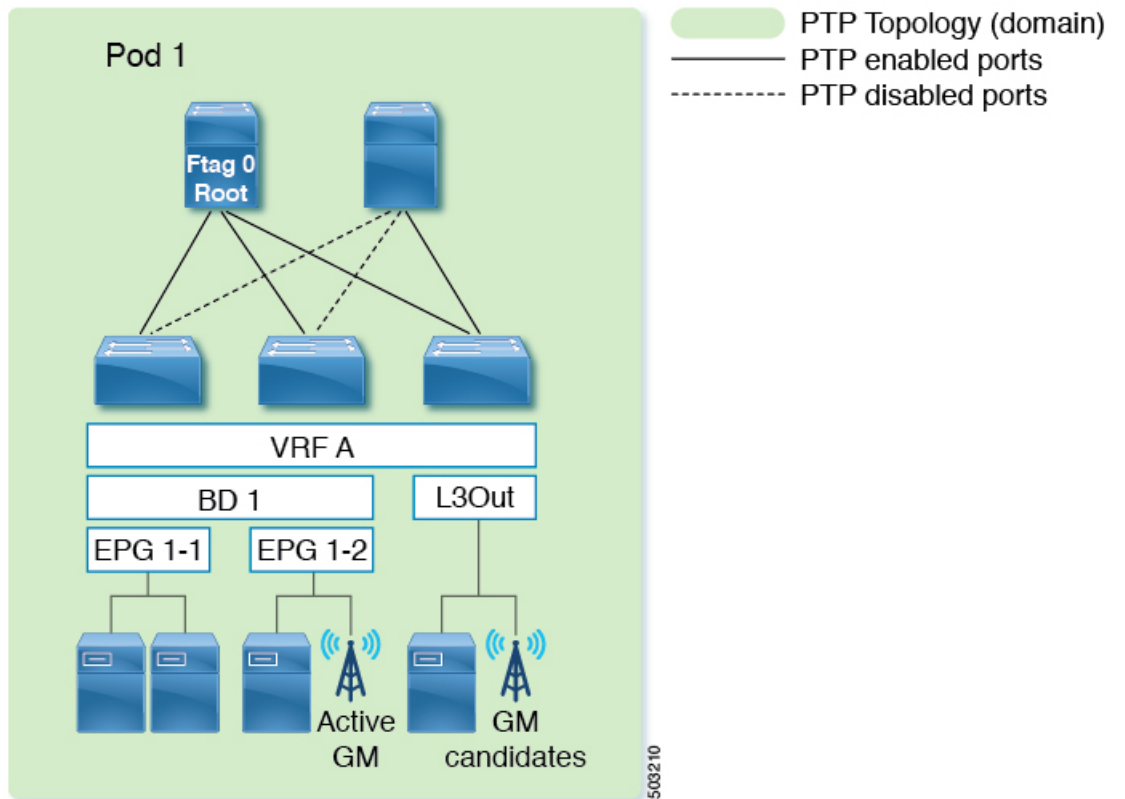 Pod 1
PTP Topology (domain)
PTP enabled ports
PTP disabled ports
Ftag 0
Root
VRF A
BD 1
L3Out
EPG 1-1
EPG 1-2
Active
GM
GM
candidates
503210